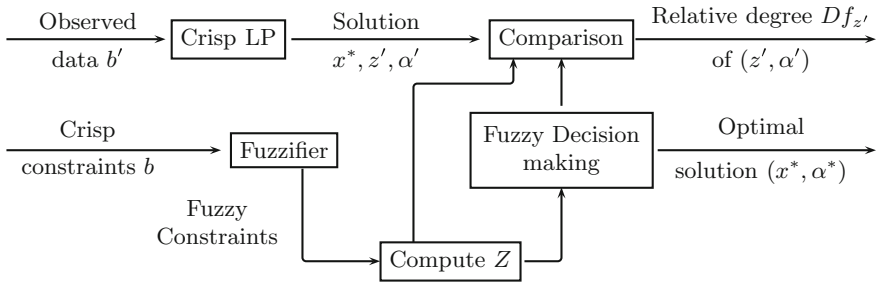 Observed
data b′
Crisp LP
Solution
x*, z′, α′
Comparison
Relative degree Df_{z′}
of (z′, α′)
Crisp
constraints b
Fuzzifier
Fuzzy Decision
making
Optimal
solution (x*, α*)
Fuzzy
Constraints
Compute Z